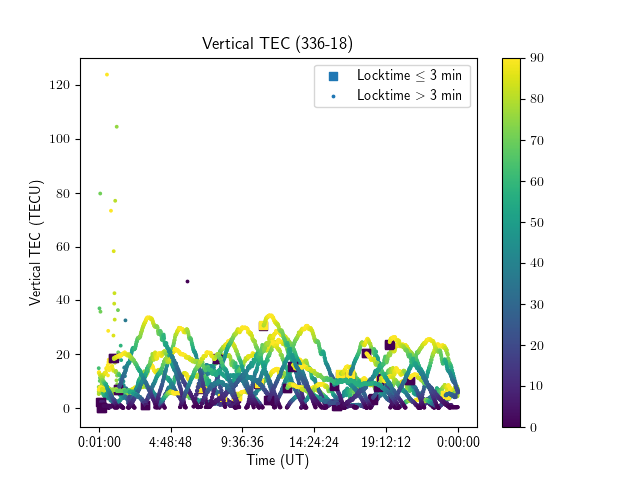 Vertical TEC (336-18)
Locktime ≤ 3 min
Locktime > 3 min
Vertical TEC (TECU)
120
100
80
60
40
20
0
0:01:00 4:48:48 9:36:36 14:24:24 19:12:12 0:00:00
Time (UT)
90
80
70
60
50
40
30
20
10
0